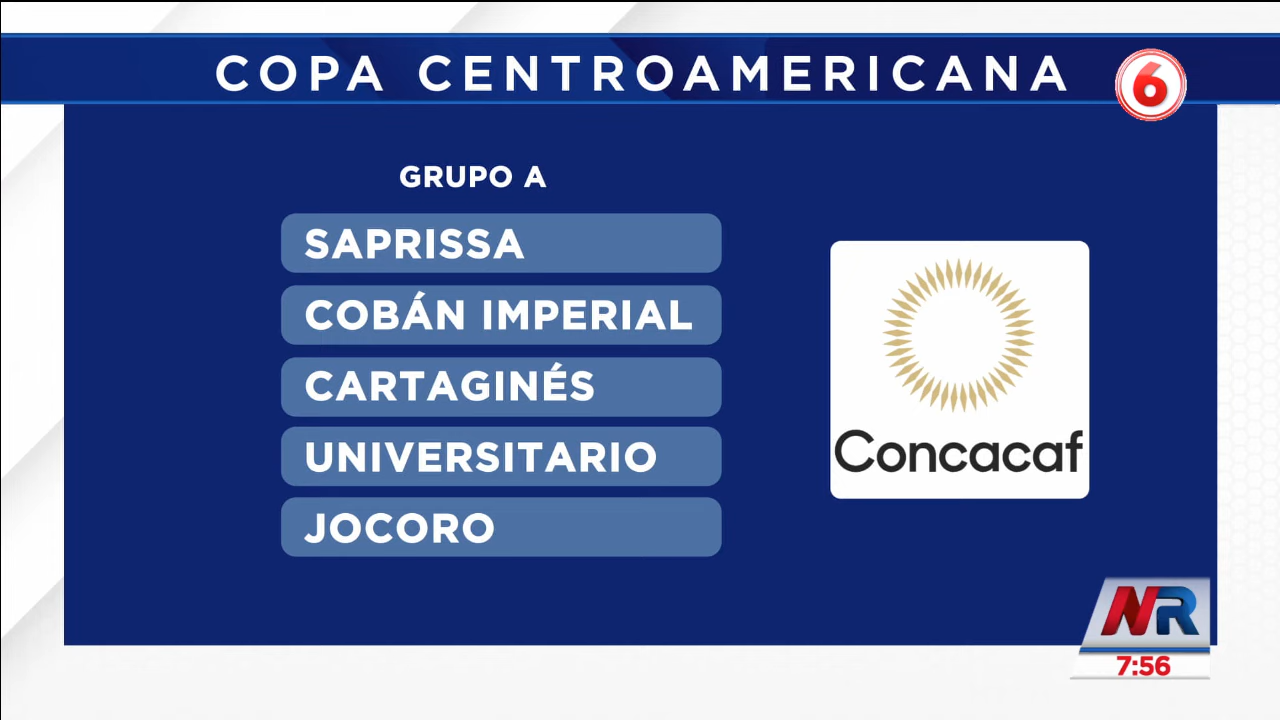 COPA CENTROAMERICANA
6
GRUPO A
SAPRISSA
COBÁN IMPERIAL
CARTAGINÉS
UNIVERSITARIO
JOCORO
Concacaf
NR
7:56